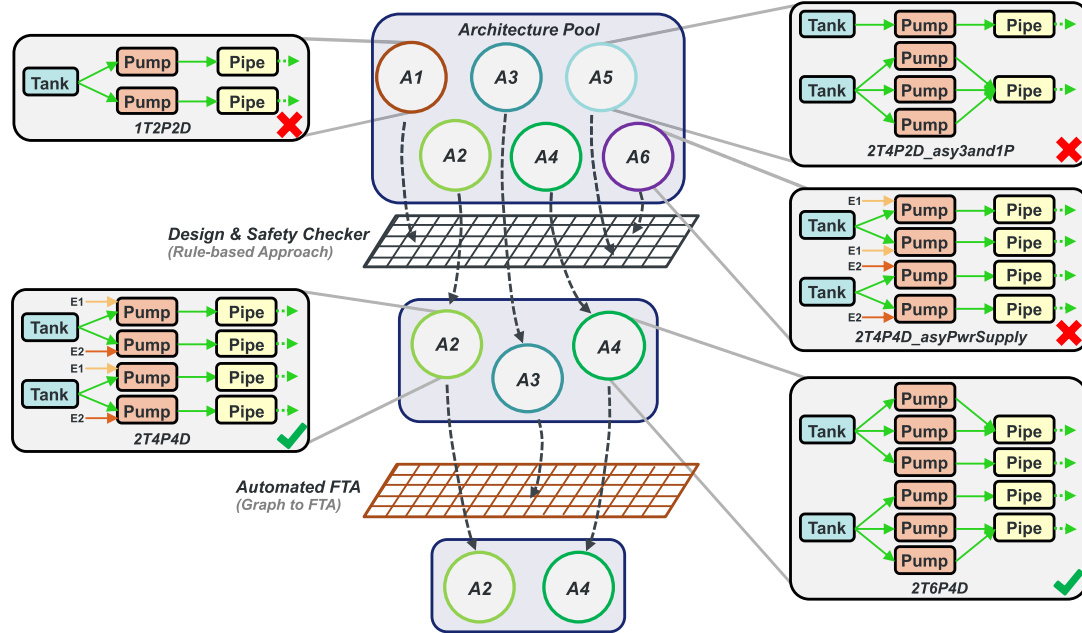 Architecture Pool
A1
A3
A5
A2
A4
A6
Tank
Pump
Pipe
Pump
Pipe
1T2P2D
Tank
Pump
Pipe
Tank
Pump
Pump
Pipe
Pump
2T4P2D_asy3and1P
Design & Safety Checker
(Rule-based Approach)
E1
Tank
Pump
Pipe
Pump
Pipe
E1
E2
Tank
Pump
Pipe
Pump
Pipe
E2
2T4P4D_asyPwrSupply
E1
Tank
Pump
Pipe
Pump
Pipe
E2
E1
Tank
Pump
Pipe
Pump
Pipe
E2
2T4P4D
A2
A3
A4
Automated FTA
(Graph to FTA)
Tank
Pump
Pump
Pipe
Pump
Pipe
Tank
Pump
Pipe
Pump
Pipe
Pump
2T6P4D
A2
A4